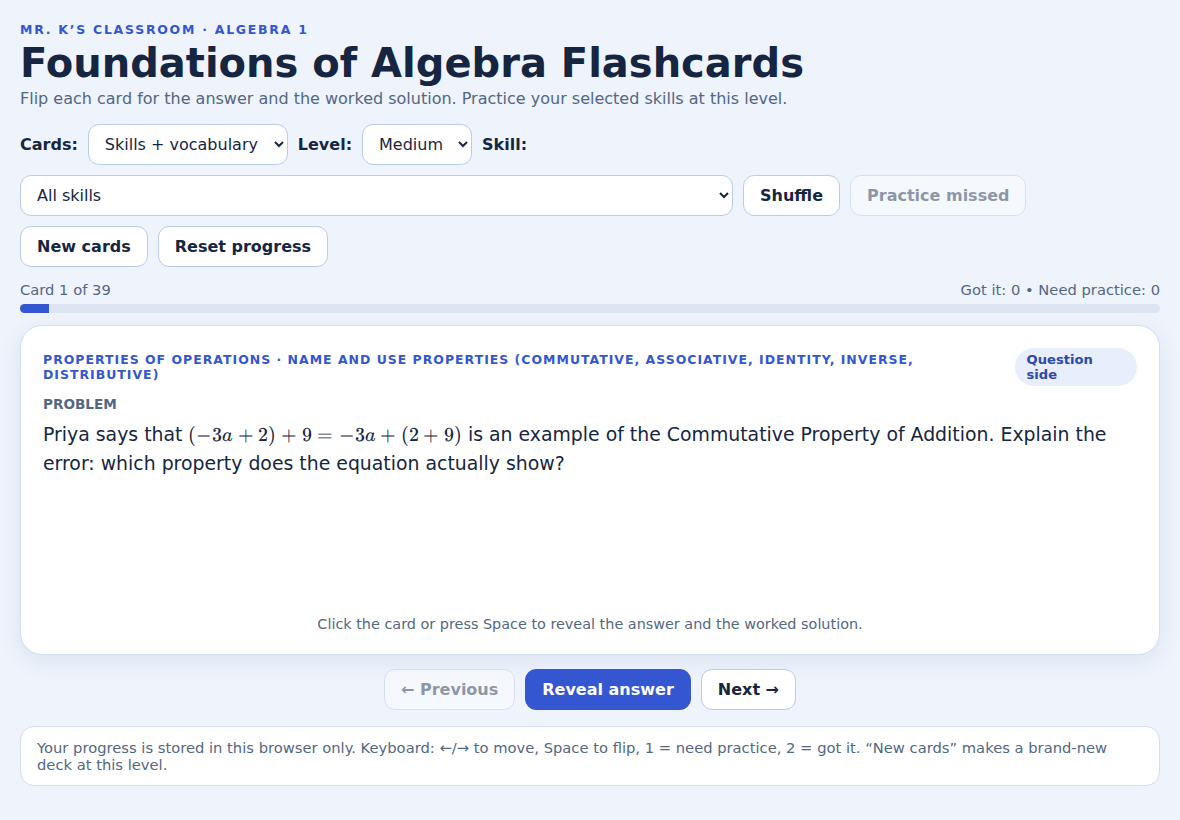 MR. K’S CLASSROOM · ALGEBRA 1
Foundations of Algebra Flashcards
Flip each card for the answer and the worked solution. Practice your selected skills at this level.
Cards: Skills + vocabulary Level: Medium Skill:
All skills Shuffle Practice missed
New cards Reset progress
Card 1 of 39 Got it: 0 • Need practice: 0
PROPERTIES OF OPERATIONS · NAME AND USE PROPERTIES (COMMUTATIVE, ASSOCIATIVE, IDENTITY, INVERSE,
DISTRIBUTIVE)
Question
side
PROBLEM
Priya says that (−3a + 2) + 9 = −3a + (2 + 9) is an example of the Commutative Property of Addition. Explain the
error: which property does the equation actually show?
Click the card or press Space to reveal the answer and the worked solution.
← Previous Reveal answer Next →
Your progress is stored in this browser only. Keyboard: ←/→ to move, Space to flip, 1 = need practice, 2 = got it. “New cards” makes a brand-new
deck at this level.